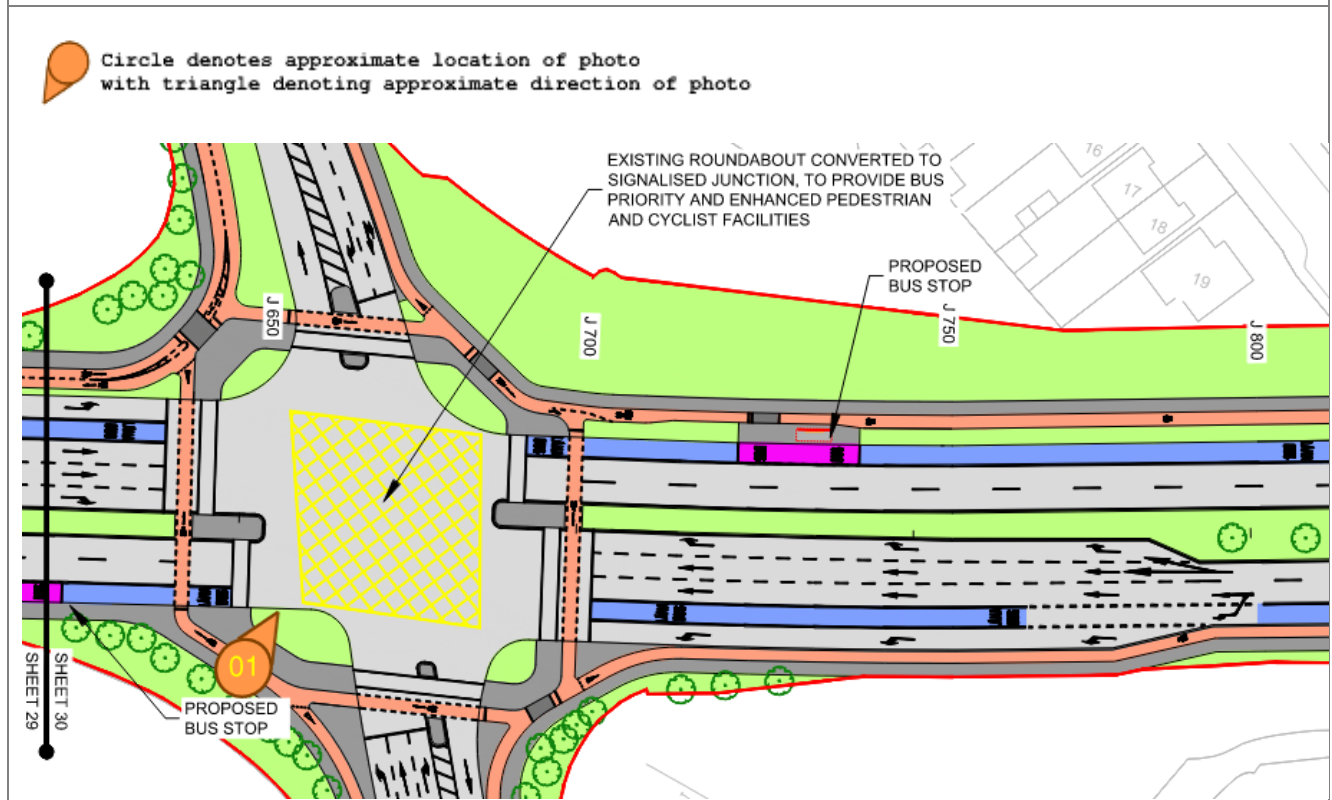 Circle denotes approximate location of photo
with triangle denoting approximate direction of photo
EXISTING ROUNDABOUT CONVERTED TO
SIGNALISED JUNCTION, TO PROVIDE BUS
PRIORITY AND ENHANCED PEDESTRIAN
AND CYCLIST FACILITIES
16
17
18
19
PROPOSED
BUS STOP
J 650
J 700
J 750
J 800
01
PROPOSED
BUS STOP
SHEET 30
SHEET 29